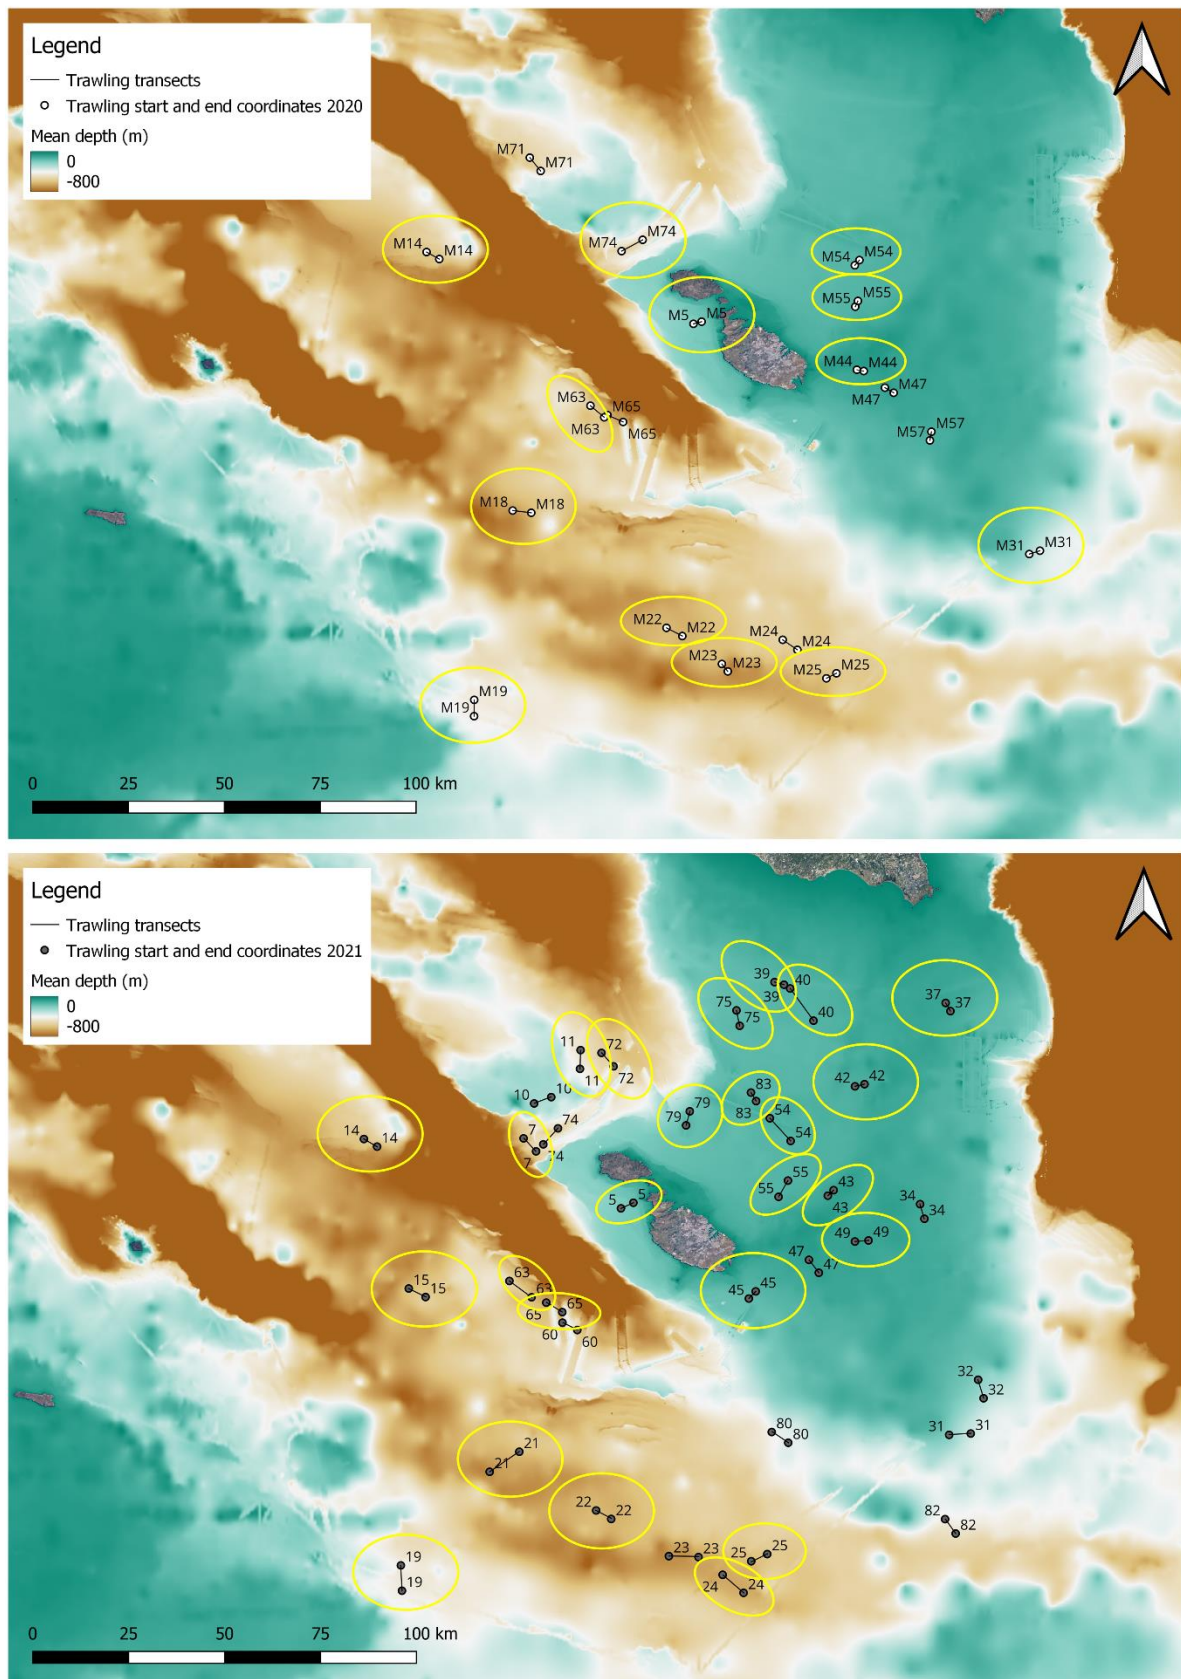 Legend
Trawling transects
Trawling start and end coordinates 2020
Mean depth (m)
0
-800
M71
M71
M74
M74
M14
M14
M54
M54
M55
M55
M5
M5
M44
M44
M47
M47
M63
M65
M63
M65
M57
M57
M18
M18
M31
M31
M22
M22
M24
M24
M23
M23
M25
M25
M19
M19
0 25 50 75 100 km
Legend
Trawling transects
Trawling start and end coordinates 2021
Mean depth (m)
0
-800
39
40
39
40
37
37
75
75
11
72
11
72
42
42
10
10
83
83
79
79
54
54
74
74
7
7
14
14
55
55
43
43
5
5
34
34
49
49
47
47
45
45
63
63
15
15
65
65
60
60
32
32
31
31
80
80
21
21
22
22
82
82
23
23
25
25
24
24
19
19
0 25 50 75 100 km